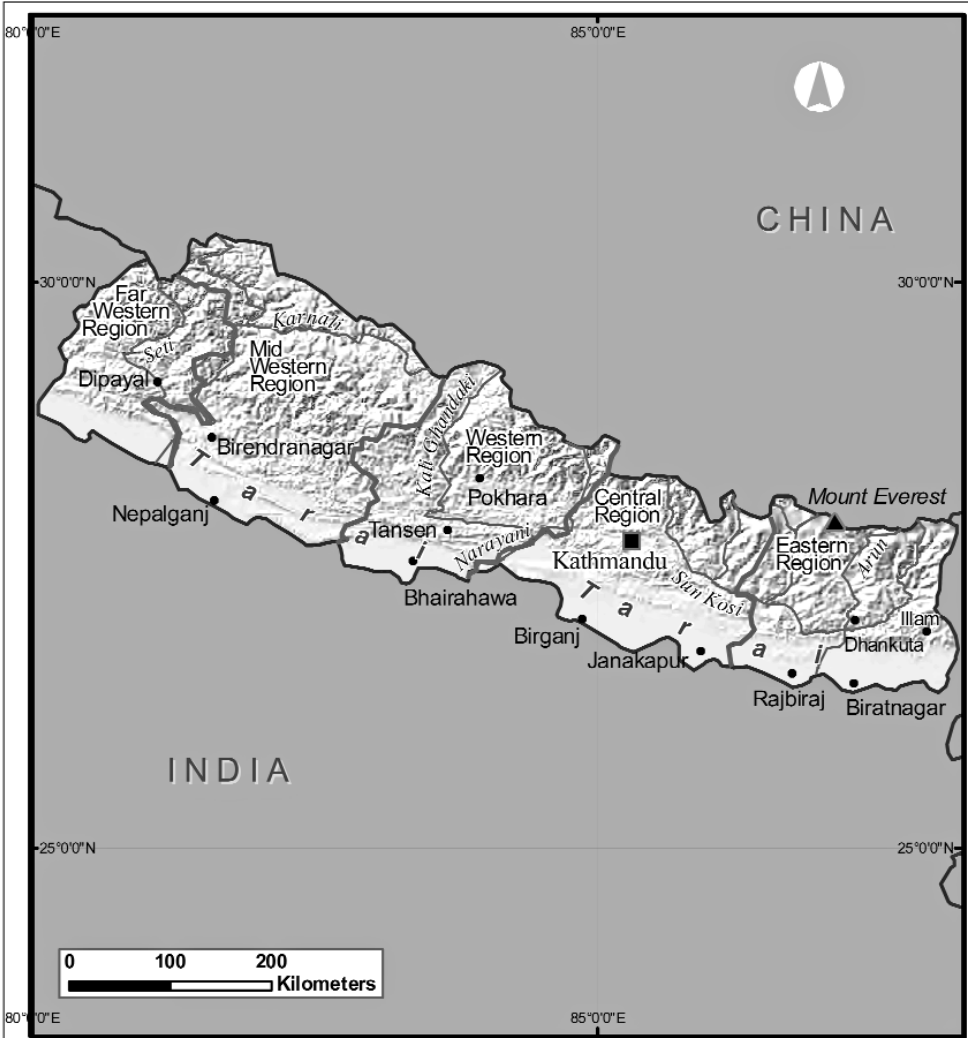 80°0'0"E
85°0'0"E
CHINA
30°0'0"N
30°0'0"N
Far
Western
Region
Karnali
Seti
Mid
Western
Region
Dipayal
Kali Ghandaki
Western
Region
Birendranagar
Pokhara
Central
Region
Mount Everest
Nepalganj
Tarai
Tansen
Narayani
Kathmandu
Eastern
Region
Arun
Sun Kosi
Bhairahawa
Tarai
Illam
Birganj
Dhankuta
Janakapur
Rajbiraj
Biratnagar
INDIA
25°0'0"N
25°0'0"N
0 100 200
Kilometers
80°0'0"E
85°0'0"E